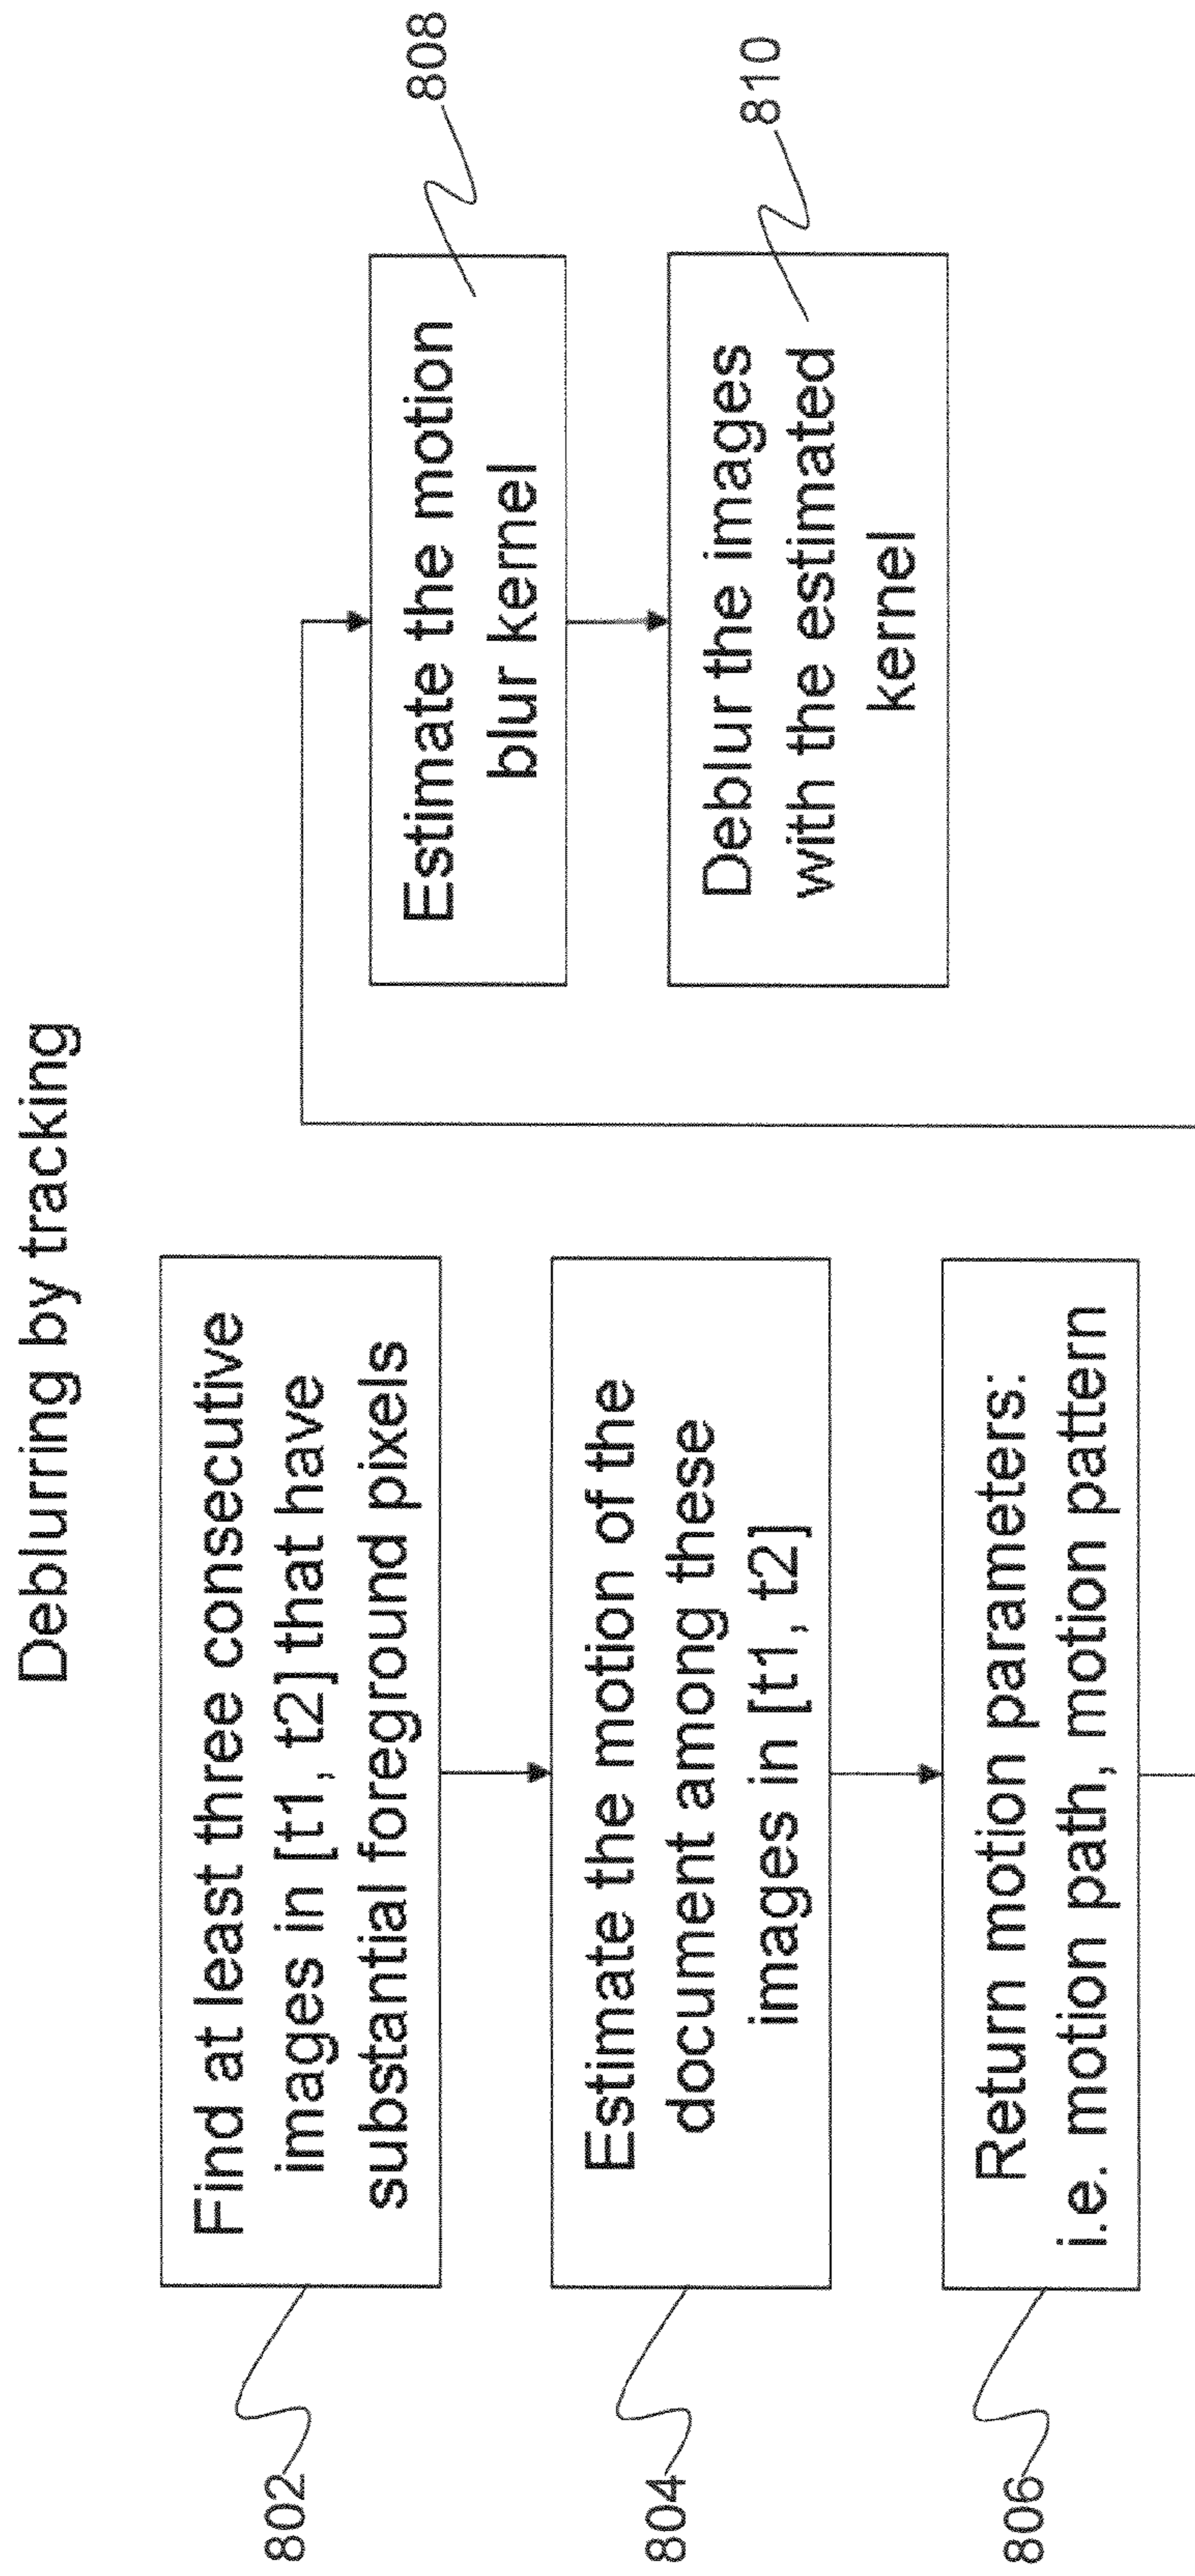 Deblurring by tracking
802
Find at least three consecutive
images in [t1, t2] that have
substantial foreground pixels
804
Estimate the motion of the
document among these
images in [t1, t2]
806
Return motion parameters:
i.e. motion path, motion pattern
Estimate the motion
blur kernel
808
Deblur the images
with the estimated
kernel
810